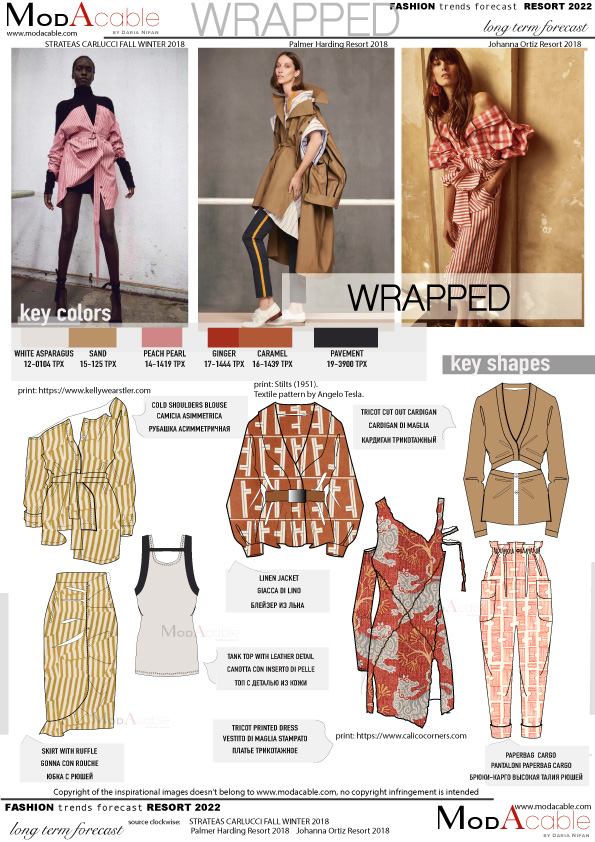 ModAcable
www.modacable.com
BY DARIA NIFAN
WRAPPED
FASHION trends forecast RESORT 2022
long term forecast
STRATEAS CARLUCCI FALL WINTER 2018
Palmer Harding Resort 2018
Johanna Ortiz Resort 2018
WRAPPED
key colors
WHITE ASPARAGUS
12-0104 TPX
SAND
15-125 TPX
PEACH PEARL
14-1419 TPX
GINGER
17-1444 TPX
CARAMEL
16-1439 TPX
PAVEMENT
19-3900 TPX
key shapes
print: https://www.kellywearstler.com
print: Stilts (1951).
Textile pattern by Angelo Tesla.
COLD SHOULDERS BLOUSE
CAMICIA ASIMMETRICA
РУБАШКА АСИММЕТРИЧНАЯ
TRICOT CUT OUT CARDIGAN
CARDIGAN DI MAGLIA
КАРДИГАН ТРИКОТАЖНЫЙ
LINEN JACKET
GIACCA DI LINO
БЛЕЙЗЕР ИЗ ЛЬНА
ModAcable
ModAcable
TANK TOP WITH LEATHER DETAIL
CANOTTA CON INSERTO DI PELLE
ТОП С ДЕТАЛЬЮ ИЗ КОЖИ
ModAcable
TRICOT PRINTED DRESS
VESTITO DI MAGLIA STAMPATO
ПЛАТЬЕ ТРИКОТАЖНОЕ
print: https://www.calicocorners.com
SKIRT WITH RUFFLE
GONNA CON ROUCHE
ЮБКА С РЮШЕЙ
PAPERBAG CARGO
PANTALONI PAPERBAG CARGO
БРЮКИ-КАРГО ВЫСОКАЯ ТАЛИЯ РЮШЕЙ
Copyright of the inspirational images doesn't belong to www.modacable.com, no copyright infringement is intended
FASHION trends forecast RESORT 2022
long term forecast
source clockwise: STRATEAS CARLUCCI FALL WINTER 2018
Palmer Harding Resort 2018 Johanna Ortiz Resort 2018
www.modacable.com
ModAcable
BY DARIA NIFAN